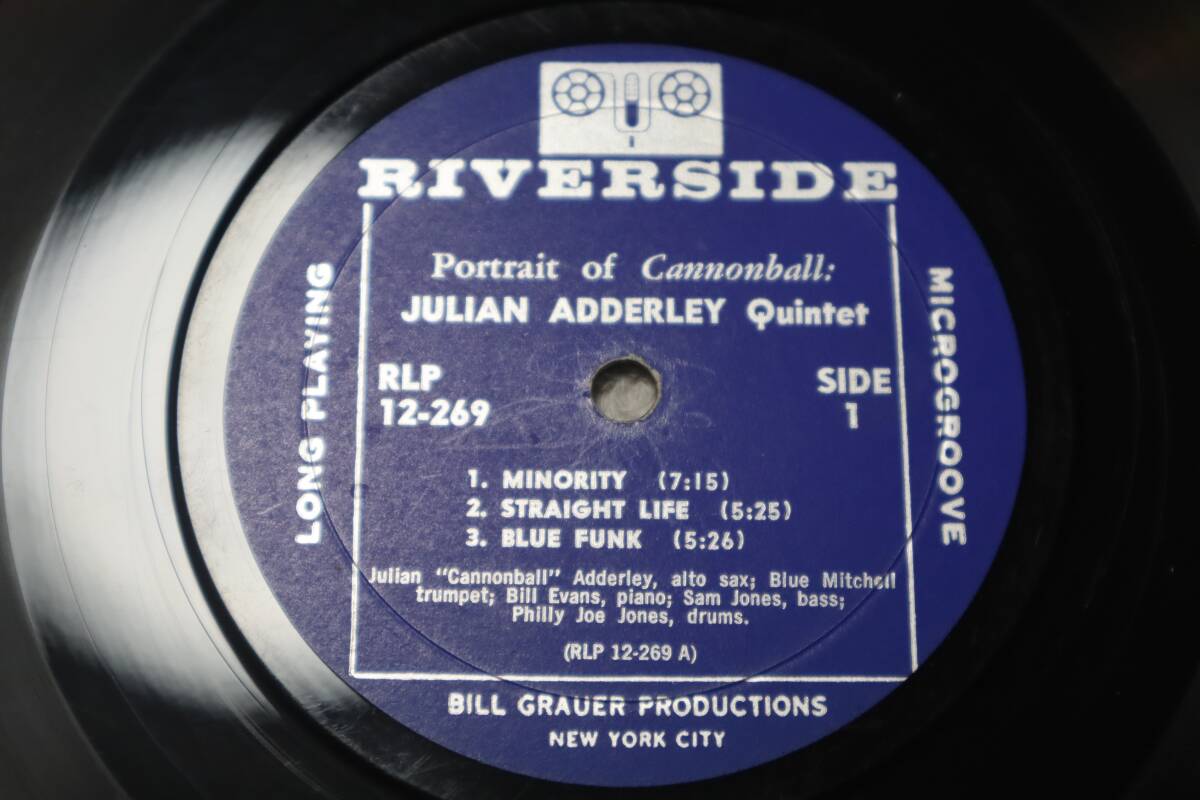 RIVERSIDE
Portrait of Cannonball:
JULIAN ADDERLEY Quintet
RLP
12-269
SIDE
1
LONG PLAYING
MICROGROOVE
1. MINORITY (7:15)
2. STRAIGHT LIFE (5:25)
3. BLUE FUNK (5:26)
Julian "Cannonball" Adderley, alto sax; Blue Mitchell
trumpet; Bill Evans, piano; Sam Jones, bass;
Philly Joe Jones, drums.
(RLP 12-269 A)
BILL GRAUER PRODUCTIONS
NEW YORK CITY